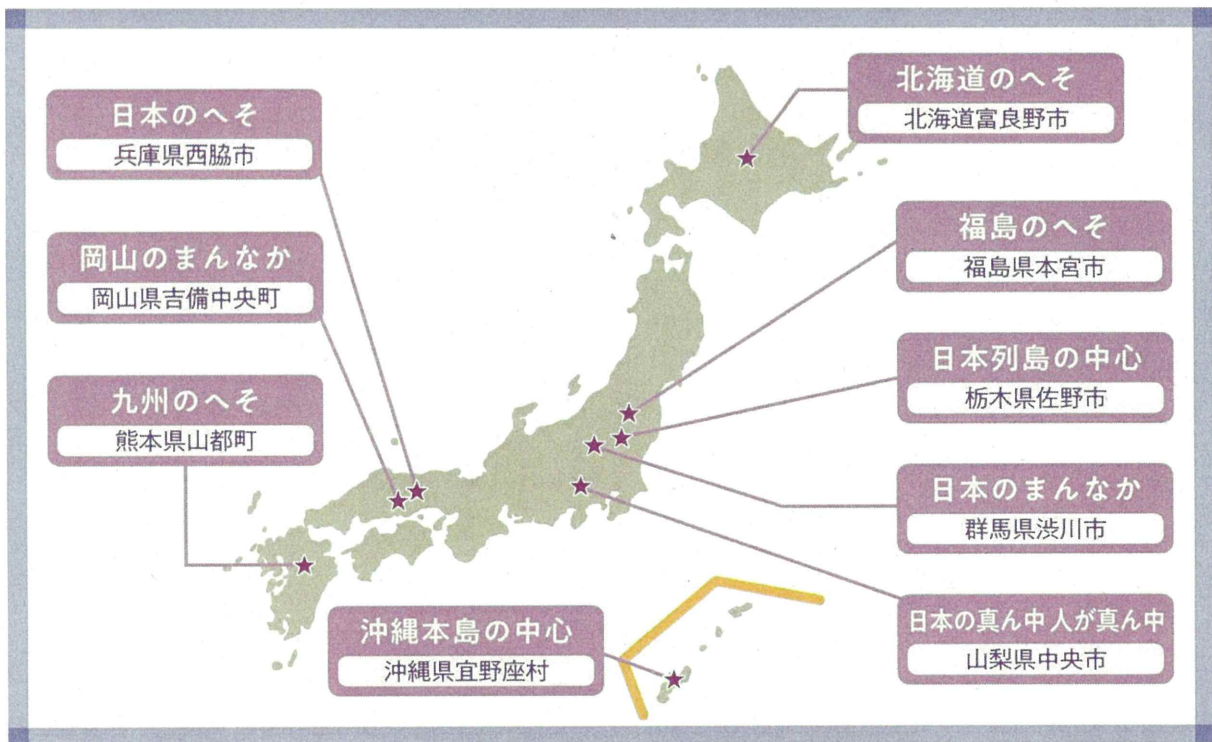 日本のへそ
兵庫県西脇市
岡山のまんなか
岡山県吉備中央町
九州のへそ
熊本県山都町
沖縄本島の中心
沖縄県宜野座村
北海道のへそ
北海道富良野市
福島のへそ
福島県本宮市
日本列島の中心
栃木県佐野市
日本のまんなか
群馬県渋川市
日本の真ん中 人が真ん中
山梨県中央市